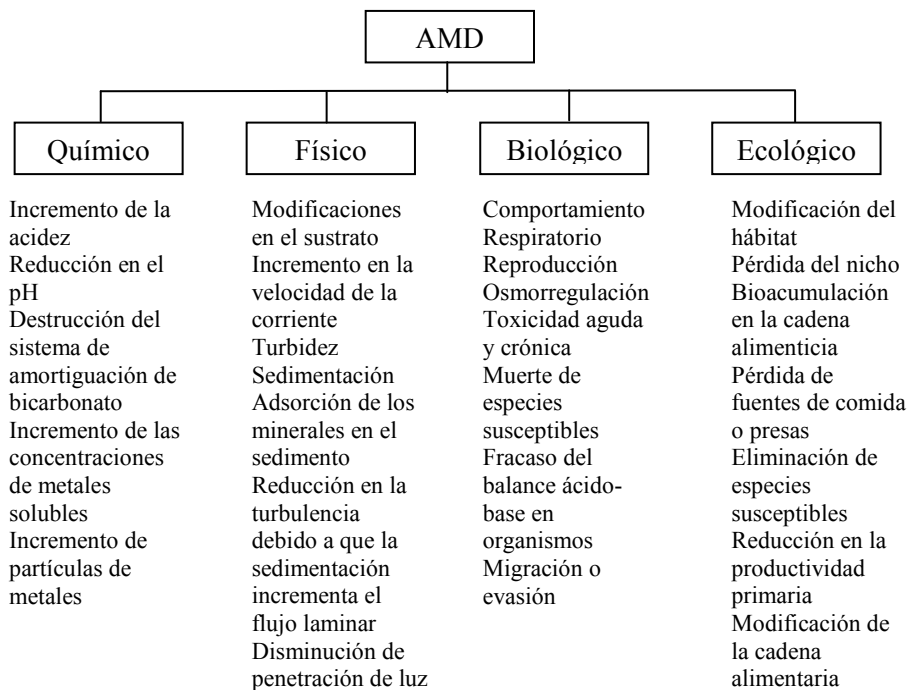 AMD
Químico
Físico
Biológico
Ecológico
Incremento de la
acidez
Reducción en el
pH
Destrucción del
sistema de
amortiguación de
bicarbonato
Incremento de las
concentraciones
de metales
solubles
Incremento de
partículas de
metales
Modificaciones
en el sustrato
Incremento en la
velocidad de la
corriente
Turbidez
Sedimentación
Adsorción de los
minerales en el
sedimento
Reducción en la
turbulencia
debido a que la
sedimentación
incrementa el
flujo laminar
Disminución de
penetración de luz
Comportamiento
Respiratorio
Reproducción
Osmorregulación
Toxicidad aguda
y crónica
Muerte de
especies
susceptibles
Fracaso del
balance ácido-
base en
organismos
Migración o
evasión
Modificación del
hábitat
Pérdida del nicho
Bioacumulación
en la cadena
alimenticia
Pérdida de
fuentes de comida
o presas
Eliminación de
especies
susceptibles
Reducción en la
productividad
primaria
Modificación de
la cadena
alimentaria